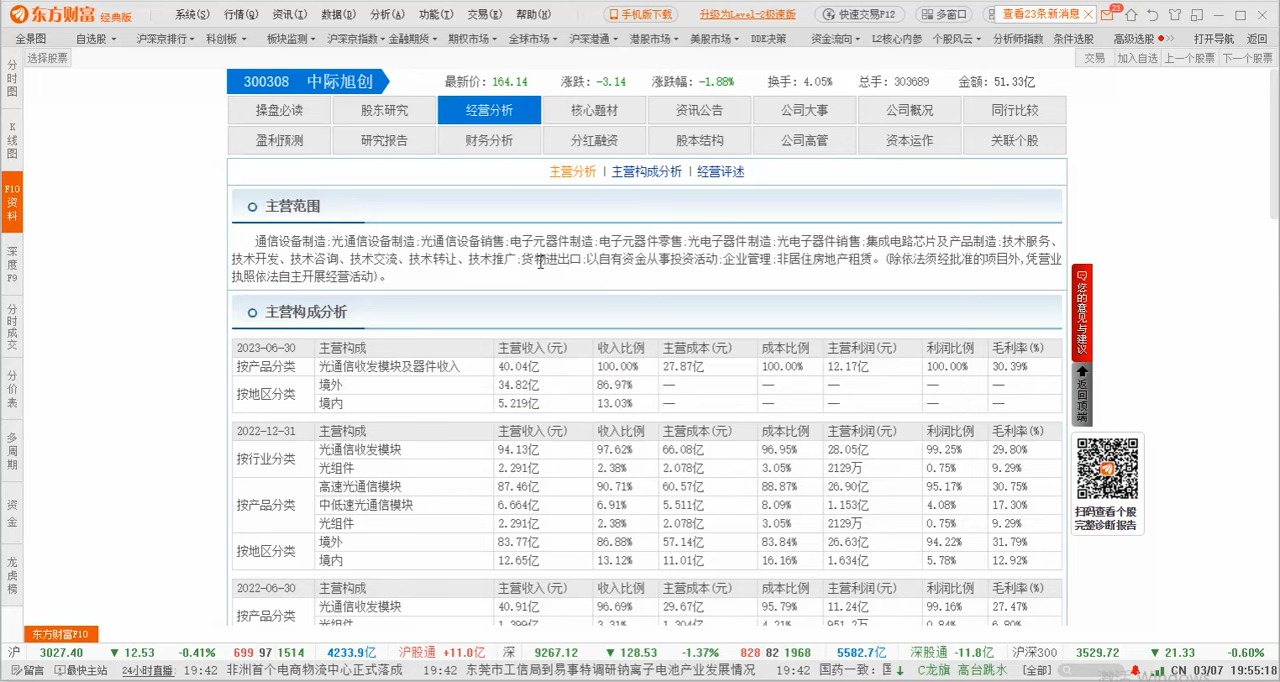 东方财富 经典版 系统(S) 行情(Q) 资讯(I) 数据(D) 分析(A) 功能(T) 交易(E) 帮助(H) 手机版下载 升级为Level-2极速版 快速交易F12 多窗口 查看23条新消息 23
全景图 自选股 沪深京排行 科创板 板块监测 沪深京指数 金融期货 期权市场 全球市场 沪深港通 港股市场 美股市场 DDE决策 资金流向 L2核心内参 个股风云 分析师指数 条件选股 高级选股 打开导航 返回
选择股票 交易 加入自选 上一个股票 下一个股票
分时图
K线图
F10资料
深度F9
分时成交
分价表
多周期
资金
龙虎榜
300308 中际旭创 最新价: 164.14 涨跌: -3.14 涨跌幅: -1.88% 换手: 4.05% 总手: 303689 金额: 51.33亿
操盘必读 股东研究 经营分析 核心题材 资讯公告 公司大事 公司概况 同行比较
盈利预测 研究报告 财务分析 分红融资 股本结构 公司高管 资本运作 关联个股
主营分析 | 主营构成分析 | 经营评述
主营范围
通信设备制造;光通信设备制造;光通信设备销售;电子元器件制造;电子元器件零售;光电子器件制造;光电子器件销售;集成电路芯片及产品制造;技术服务、
技术开发、技术咨询、技术交流、技术转让、技术推广;货物进出口;以自有资金从事投资活动;企业管理;非居住房地产租赁。(除依法须经批准的项目外,凭营业
执照依法自主开展经营活动)。
主营构成分析
2023-06-30 主营构成 主营收入(元) 收入比例 主营成本(元) 成本比例 主营利润(元) 利润比例 毛利率(%)
按产品分类 光通信收发模块及器件收入 40.04亿 100.00% 27.87亿 100.00% 12.17亿 100.00% 30.39%
按地区分类 境外 34.82亿 86.97% — — — — —
境内 5.219亿 13.03% — — — — —
2022-12-31 主营构成 主营收入(元) 收入比例 主营成本(元) 成本比例 主营利润(元) 利润比例 毛利率(%)
按行业分类 光通信收发模块 94.13亿 97.62% 66.08亿 96.95% 28.05亿 99.25% 29.80%
光组件 2.291亿 2.38% 2.078亿 3.05% 2129万 0.75% 9.29%
按产品分类 高速光通信模块 87.46亿 90.71% 60.57亿 88.87% 26.90亿 95.17% 30.75%
中低速光通信模块 6.664亿 6.91% 5.511亿 8.09% 1.153亿 4.08% 17.30%
光组件 2.291亿 2.38% 2.078亿 3.05% 2129万 0.75% 9.29%
按地区分类 境外 83.77亿 86.88% 57.14亿 83.84% 26.63亿 94.22% 31.79%
境内 12.65亿 13.12% 11.01亿 16.16% 1.634亿 5.78% 12.92%
2022-06-30 主营构成 主营收入(元) 收入比例 主营成本(元) 成本比例 主营利润(元) 利润比例 毛利率(%)
按产品分类 光通信收发模块 40.91亿 96.69% 29.67亿 95.79% 11.24亿 99.16% 27.47%
您的意见与建议
返回顶端
扫码查看个股
完整诊断报告
东方财富F10
沪 3027.40 ▼ 12.53 -0.41% 699 97 1514 4233.9亿 沪股通 +11.0亿 深 9267.12 ▼ 128.53 -1.37% 828 82 1968 5582.7亿 深股通 -11.8亿 沪深300 3529.72 ▼ 21.33 -0.60%
留言 最快主站 24小时直播: 19:42 非洲首个电商物流中心正式落成 19:42 东莞市工信局到易事特调研钠离子电池产业发展情况 19:42 国药一致: C龙旗 高台跳水 [全部] CN 03/07 19:55:18